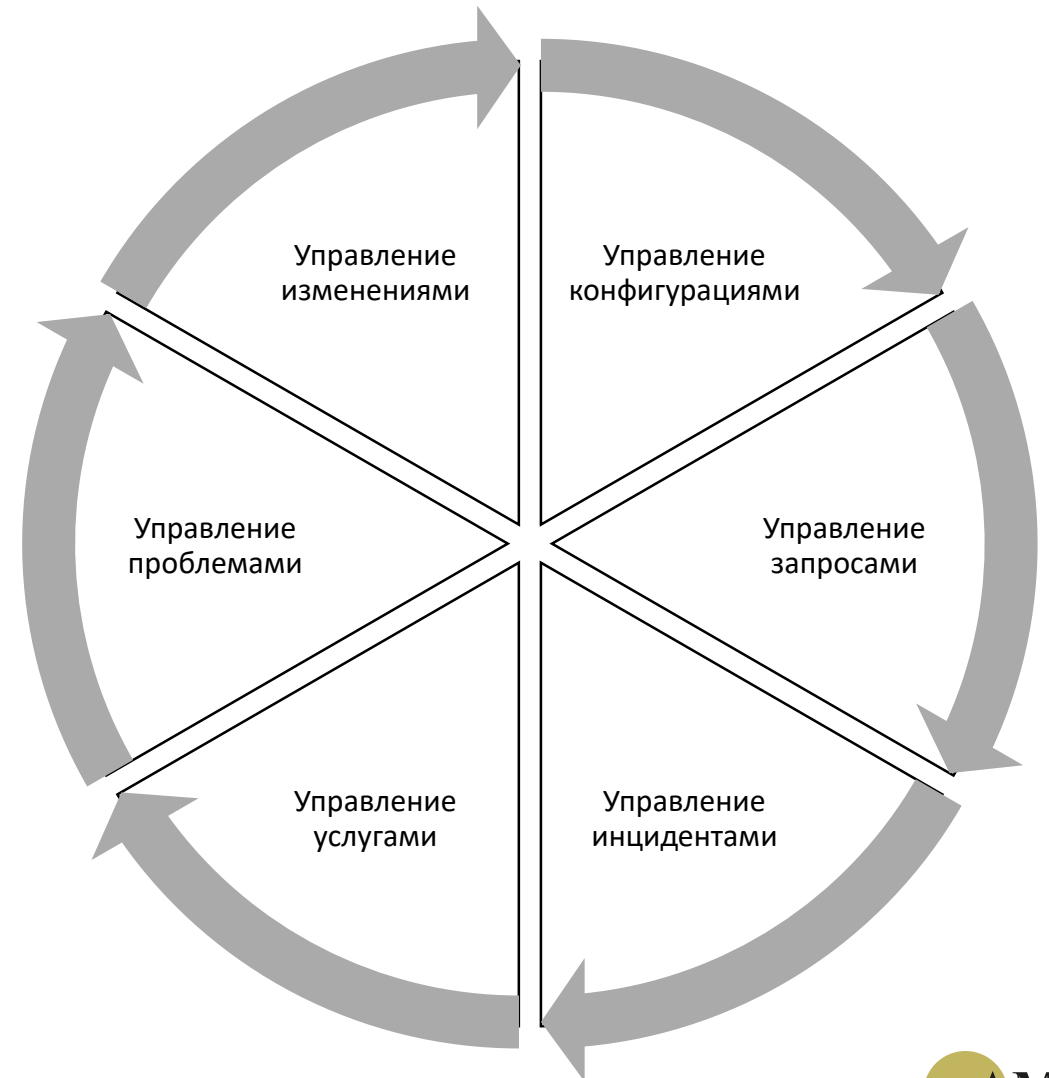 Управление
изменениями
Управление
конфигурациями
Управление
проблемами
Управление
запросами
Управление
услугами
Управление
инцидентами